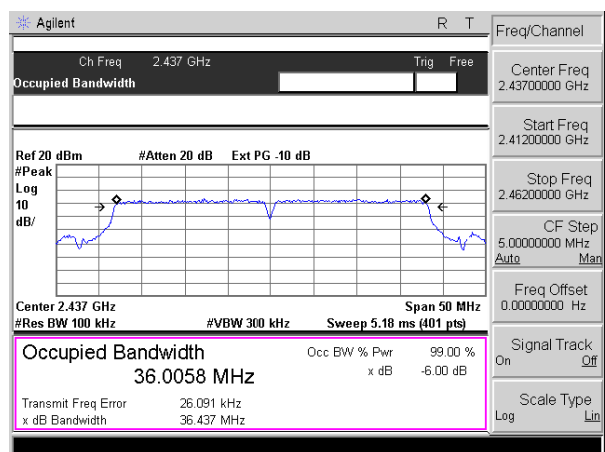 Agilent R T
Ch Freq 2.437 GHz Trig Free
Occupied Bandwidth
Ref 20 dBm #Atten 20 dB Ext PG -10 dB
#Peak
Log
10
dB/
Center 2.437 GHz Span 50 MHz
#Res BW 100 kHz #VBW 300 kHz Sweep 5.18 ms (401 pts)
Occupied Bandwidth Occ BW % Pwr 99.00 %
36.0058 MHz x dB -6.00 dB
Transmit Freq Error 26.091 kHz
x dB Bandwidth 36.437 MHz
Freq/Channel
Center Freq
2.43700000 GHz
Start Freq
2.41200000 GHz
Stop Freq
2.46200000 GHz
CF Step
5.00000000 MHz
Auto Man
Freq Offset
0.00000000 Hz
Signal Track
On Off
Scale Type
Log Lin